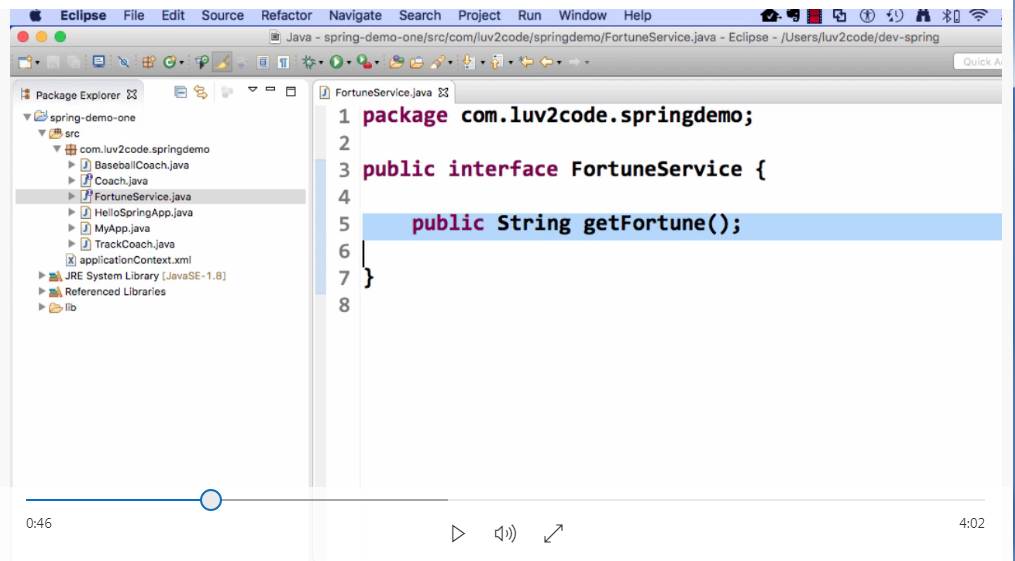 Eclipse File Edit Source Refactor Navigate Search Project Run Window Help
Java - spring-demo-one/src/com/luv2code/springdemo/FortuneService.java - Eclipse - /Users/luv2code/dev-spring
Quick A
Package Explorer
FortuneService.java
spring-demo-one
src
com.luv2code.springdemo
BaseballCoach.java
Coach.java
FortuneService.java
HelloSpringApp.java
MyApp.java
TrackCoach.java
applicationContext.xml
JRE System Library [JavaSE-1.8]
Referenced Libraries
lib
1 package com.luv2code.springdemo;
2
3 public interface FortuneService {
4
5 public String getFortune();
6
7 }
8
0:46
4:02